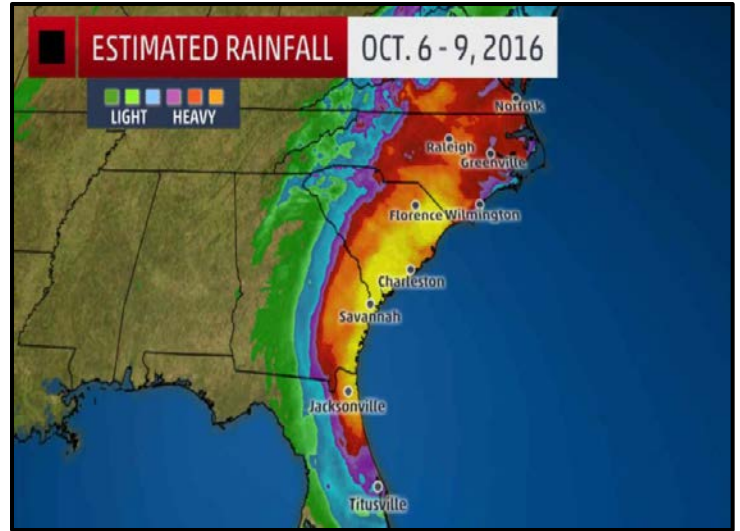 ESTIMATED RAINFALL OCT. 6 - 9, 2016
LIGHT HEAVY
Norfolk
Raleigh
Greenville
Florence Wilmington
Charleston
Savannah
Jacksonville
Titusville